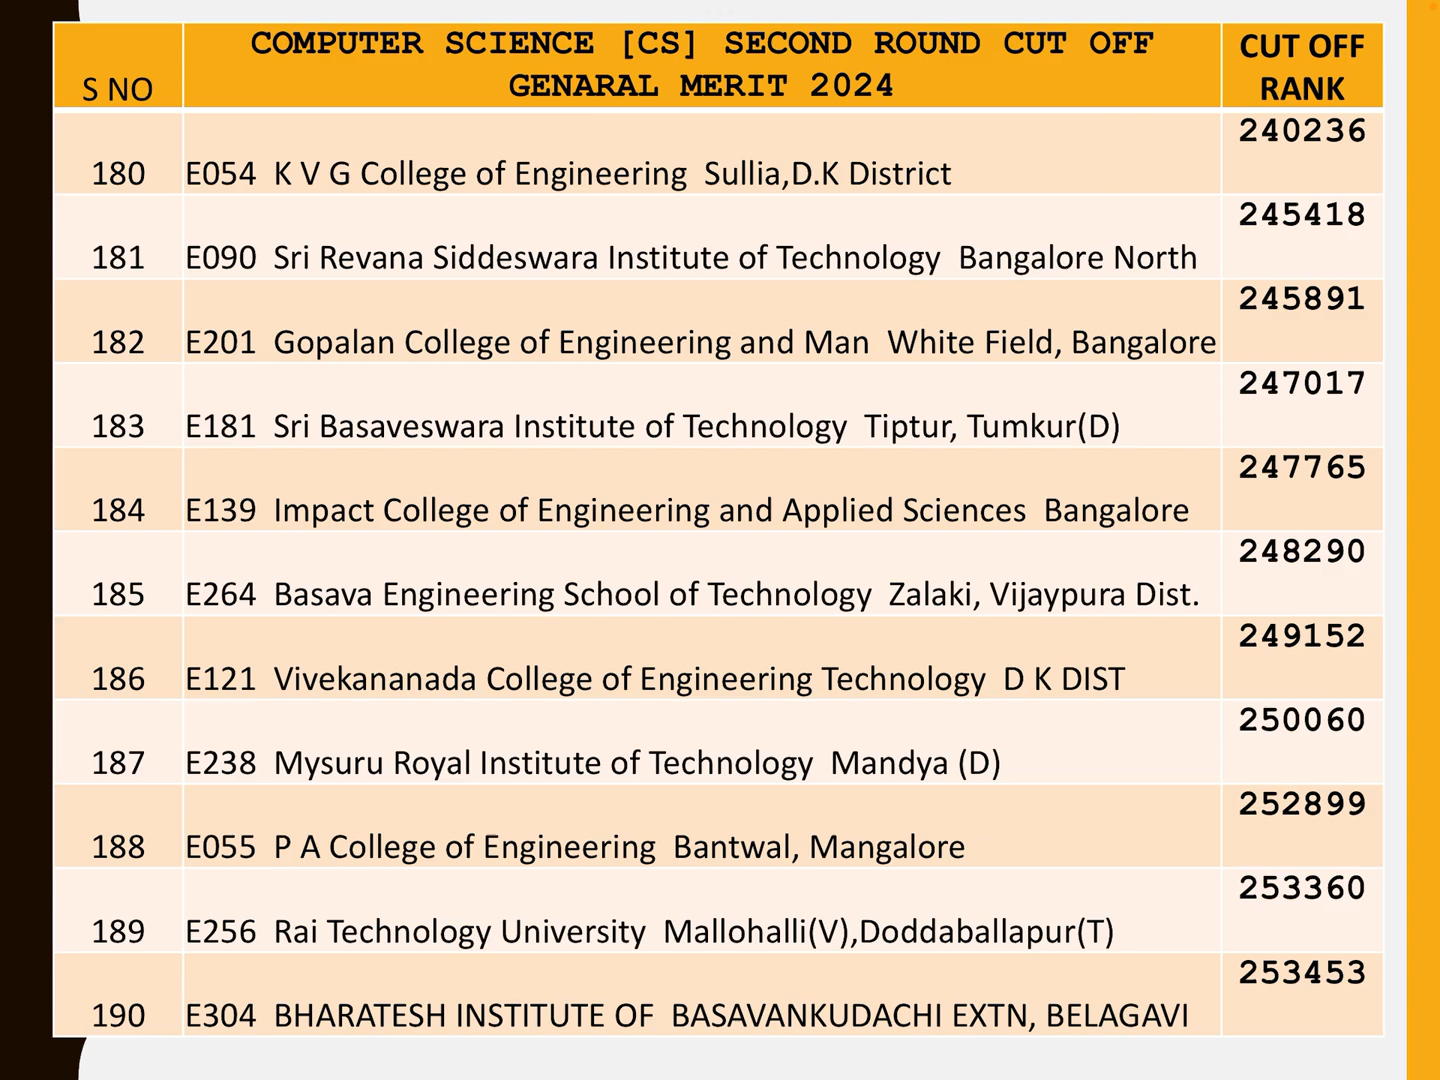 S NO
COMPUTER SCIENCE [CS] SECOND ROUND CUT OFF
GENARAL MERIT 2024
CUT OFF
RANK
180 E054 K V G College of Engineering Sullia,D.K District 240236
181 E090 Sri Revana Siddeswara Institute of Technology Bangalore North 245418
182 E201 Gopalan College of Engineering and Man White Field, Bangalore 245891
183 E181 Sri Basaveswara Institute of Technology Tiptur, Tumkur(D) 247017
184 E139 Impact College of Engineering and Applied Sciences Bangalore 247765
185 E264 Basava Engineering School of Technology Zalaki, Vijaypura Dist. 248290
186 E121 Vivekananada College of Engineering Technology D K DIST 249152
187 E238 Mysuru Royal Institute of Technology Mandya (D) 250060
188 E055 P A College of Engineering Bantwal, Mangalore 252899
189 E256 Rai Technology University Mallohalli(V),Doddaballapur(T) 253360
190 E304 BHARATESH INSTITUTE OF BASAVANKUDACHI EXTN, BELAGAVI 253453